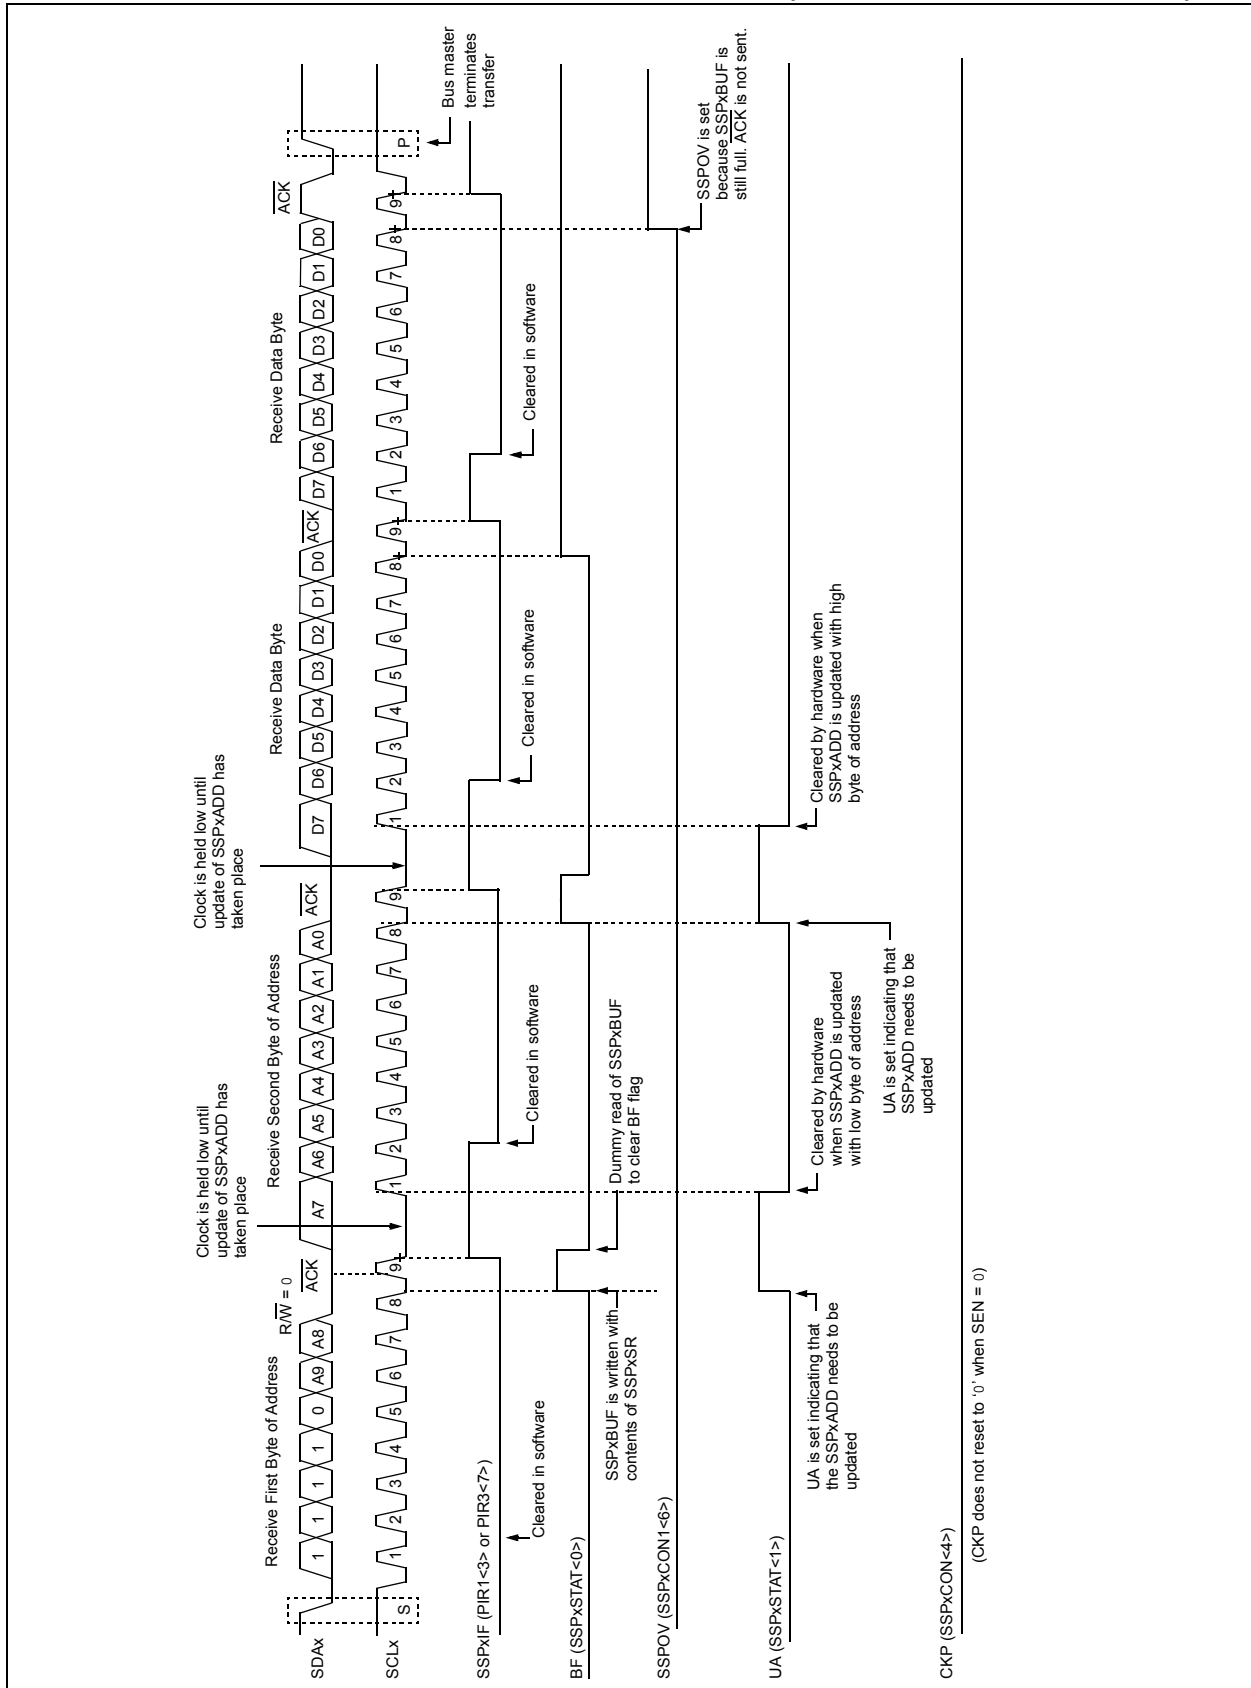 Clock is held low until
update of SSPxADD has
taken place
Clock is held low until
update of SSPxADD has
taken place
Receive First Byte of Address
R/W = 0
Receive Second Byte of Address
Receive Data Byte
Receive Data Byte
ACK
ACK
ACK
ACK
SDAx
1 1 1 1 0 A9 A8
A7 A6 A5 A4 A3 A2 A1 A0
D7 D6 D5 D4 D3 D2 D1 D0
D7 D6 D5 D4 D3 D2 D1 D0
SCLx
S
1 2 3 4 5 6 7 8 9
1 2 3 4 5 6 7 8 9
1 2 3 4 5 6 7 8 9
1 2 3 4 5 6 7 8 9
P
Bus master
terminates
transfer
SSPxIF (PIR1<3> or PIR3<7>)
Cleared in software
Cleared in software
Cleared in software
Cleared in software
BF (SSPxSTAT<0>)
SSPxBUF is written with
contents of SSPxSR
Dummy read of SSPxBUF
to clear BF flag
SSPOV (SSPxCON1<6>)
SSPOV is set
because SSPxBUF is
still full. ACK is not sent.
UA (SSPxSTAT<1>)
UA is set indicating that
the SSPxADD needs to be
updated
Cleared by hardware
when SSPxADD is updated
with low byte of address
UA is set indicating that
SSPxADD needs to be
updated
Cleared by hardware when
SSPxADD is updated with high
byte of address
CKP (SSPxCON<4>)
(CKP does not reset to ‘0’ when SEN = 0)